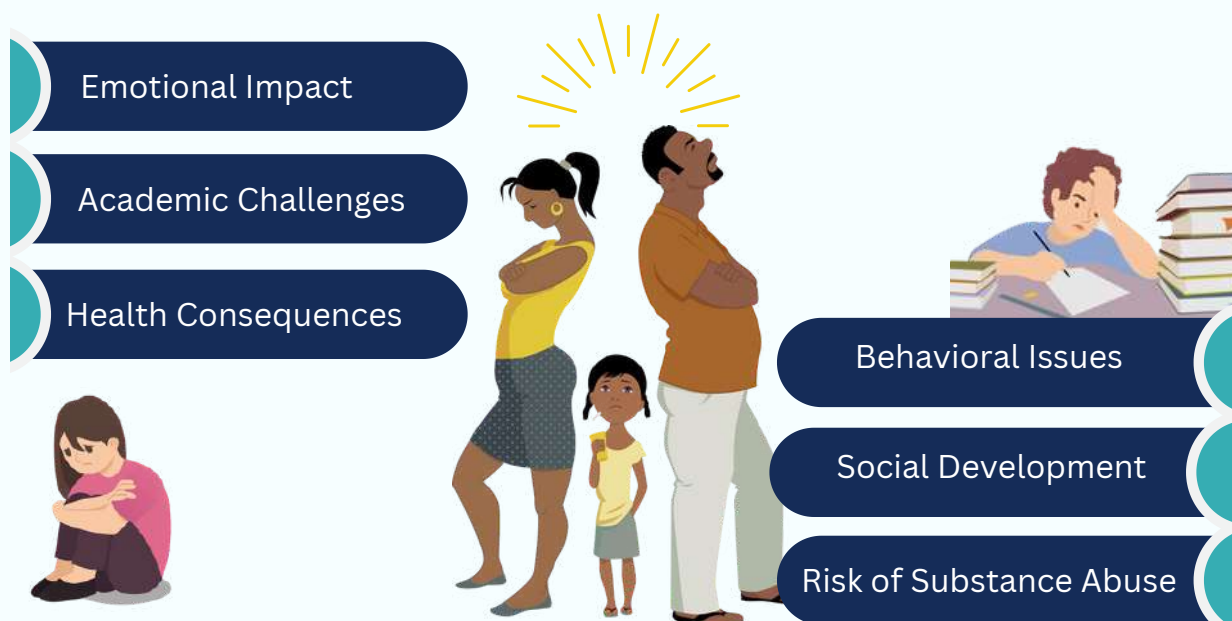 Emotional Impact
Academic Challenges
Health Consequences
Behavioral Issues
Social Development
Risk of Substance Abuse